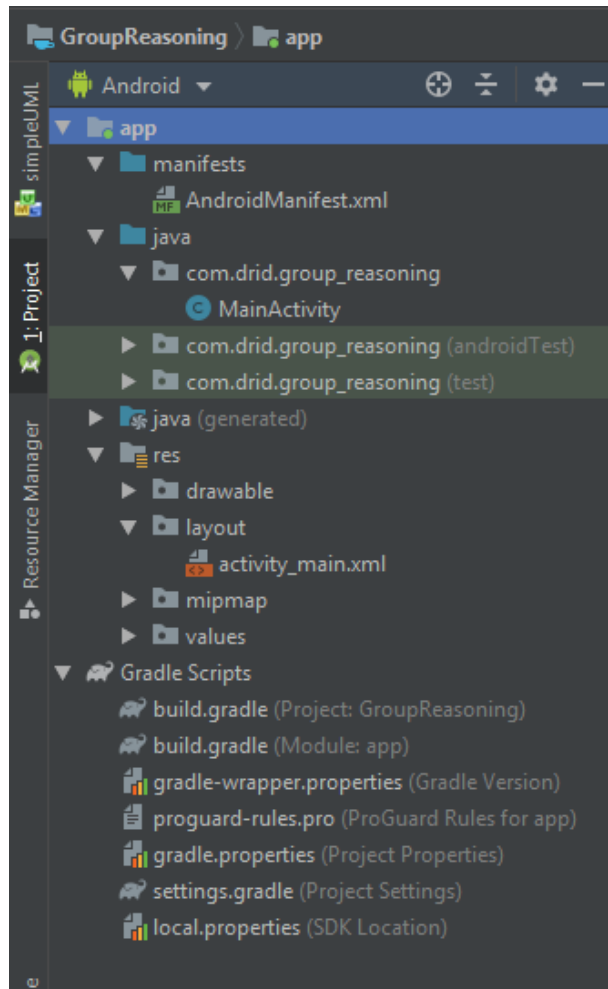 GroupReasoning app
Android
app
manifests
MF AndroidManifest.xml
java
com.drid.group_reasoning
C MainActivity
com.drid.group_reasoning (androidTest)
com.drid.group_reasoning (test)
java (generated)
res
drawable
layout
<> activity_main.xml
mipmap
values
Gradle Scripts
build.gradle (Project: GroupReasoning)
build.gradle (Module: app)
gradle-wrapper.properties (Gradle Version)
proguard-rules.pro (ProGuard Rules for app)
gradle.properties (Project Properties)
settings.gradle (Project Settings)
local.properties (SDK Location)
simpleUML
1: Project
Resource Manager